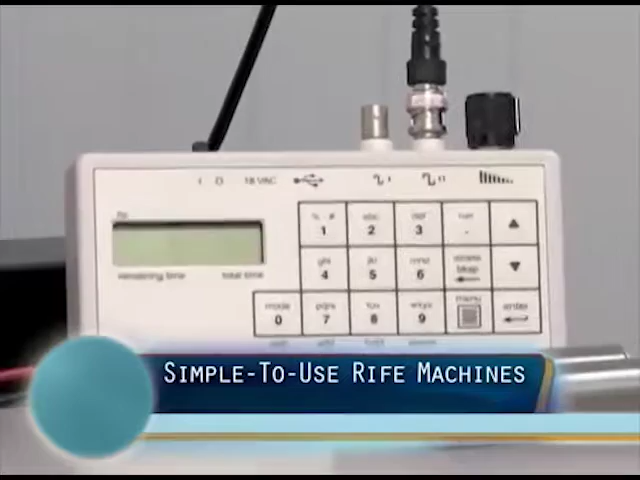 18 VAC
Hz
remaining time total time
1
abc
2
def
3
.
ghi
4
jkl
5
mno
6
mode
0
pqrs
7
tuv
8
wxyz
9
menu
enter
SIMPLE-TO-USE RIFE MACHINES